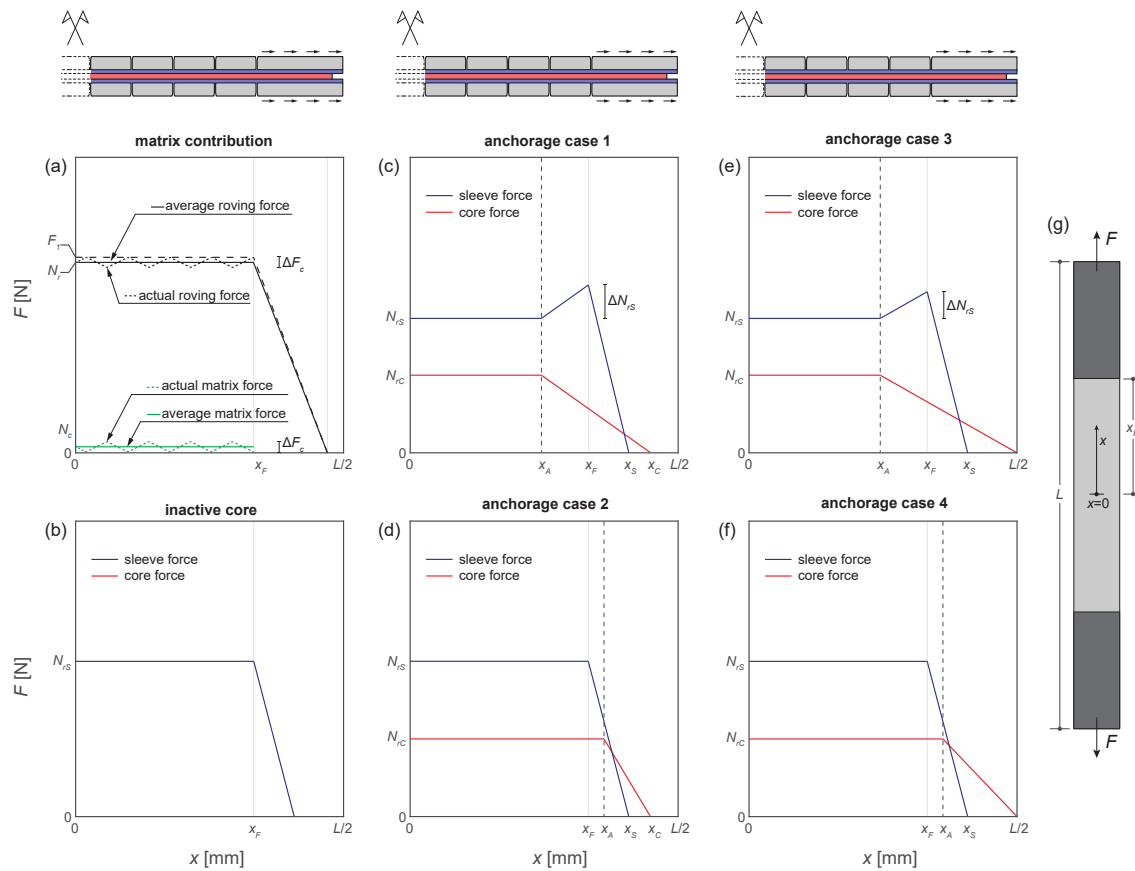 matrix contribution
(a)
average roving force
F₁
N_r
ΔF_c
actual roving force
actual matrix force
average matrix force
N_c
ΔF_c
0
0
x_F
L/2
F [N]
anchorage case 1
(c)
sleeve force
core force
ΔN_rS
N_rS
N_rC
0
0
x_A
x_F
x_S
x_C
L/2
anchorage case 3
(e)
sleeve force
core force
ΔN_rS
N_rS
N_rC
0
0
x_A
x_F
x_S
L/2
(g)
F
L
x
x=0
F
inactive core
(b)
sleeve force
core force
N_rS
0
0
x_F
L/2
F [N]
x [mm]
anchorage case 2
(d)
sleeve force
core force
N_rS
N_rC
0
0
x_F
x_A
x_S
x_C
L/2
x [mm]
anchorage case 4
(f)
sleeve force
core force
N_rS
N_rC
0
0
x_F
x_A
x_S
L/2
x [mm]